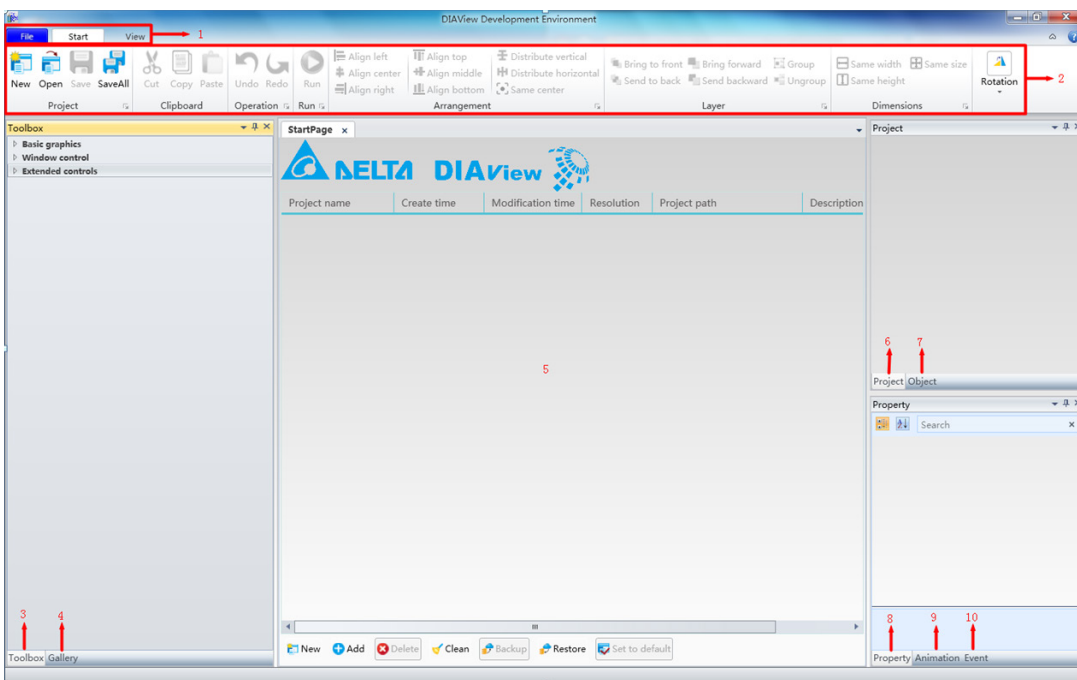 DIAView Development Environment
File Start View 1
New Open Save SaveAll Cut Copy Paste Undo Redo Run
Align left Align top Distribute vertical
Align center Align middle Distribute horizontal
Align right Align bottom Same center
Bring to front Bring forward Group
Send to back Send backward Ungroup
Same width Same size
Same height
Rotation
2
Project Clipboard Operation Run Arrangement Layer Dimensions
Toolbox
Basic graphics
Window control
Extended controls
StartPage x
DELTA DIAView
Project name Create time Modification time Resolution Project path Description
5
Project
6 7
Project Object
Property
Search
3 4
Toolbox Gallery
New Add Delete Clean Backup Restore Set to default
8 9 10
Property Animation Event